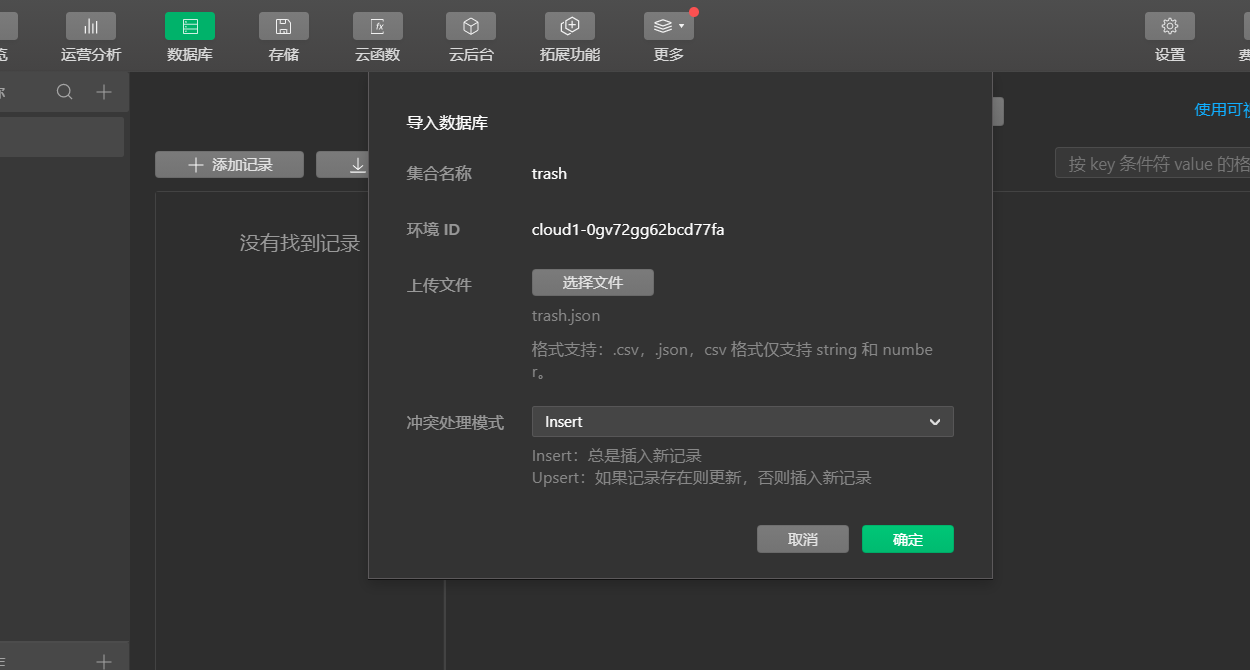 运营分析
数据库
存储
云函数
云后台
拓展功能
更多
设置
使用可
导入数据库
集合名称
trash
添加记录
按 key 条件符 value 的格
环境 ID
cloud1-0gv72gg62bcd77fa
没有找到记录
上传文件
选择文件
trash.json
格式支持：.csv，.json，csv 格式仅支持 string 和 numbe
r。
冲突处理模式
Insert
Insert：总是插入新记录
Upsert：如果记录存在则更新，否则插入新记录
取消
确定